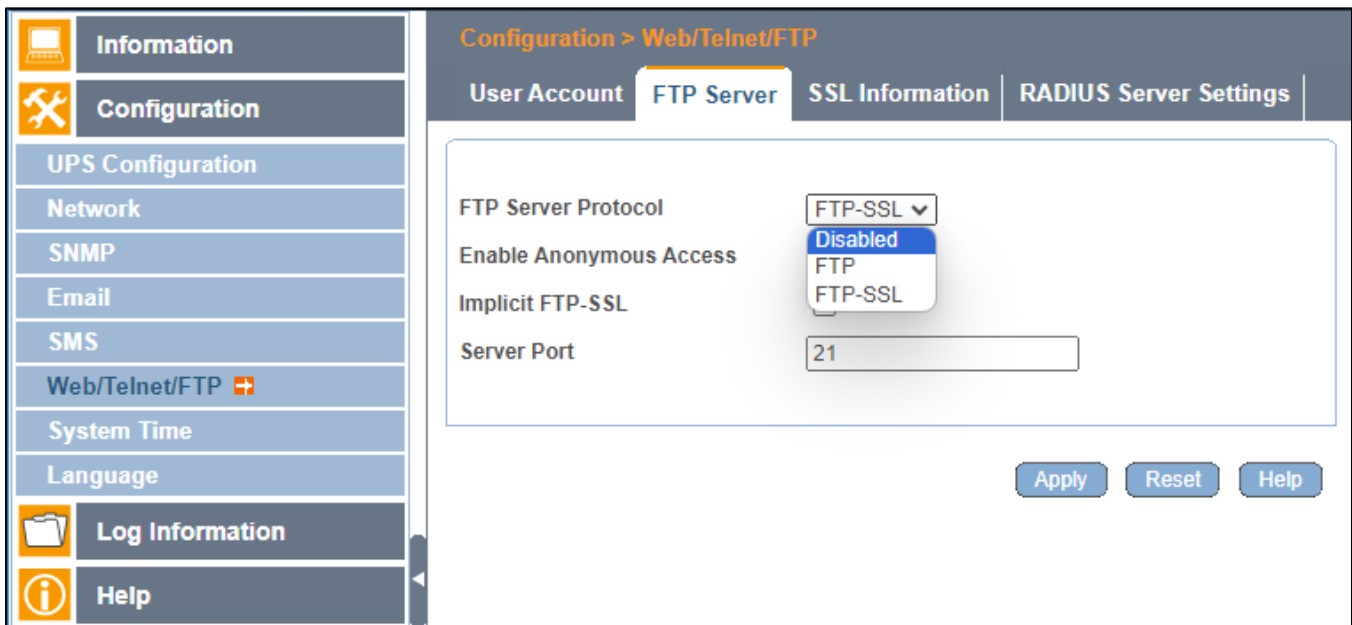 Information
Configuration
UPS Configuration
Network
SNMP
Email
SMS
Web/Telnet/FTP
System Time
Language
Log Information
Help
Configuration > Web/Telnet/FTP
User Account
FTP Server
SSL Information
RADIUS Server Settings
FTP Server Protocol
FTP-SSL
Disabled
FTP
FTP-SSL
Enable Anonymous Access
Implicit FTP-SSL
Server Port
21
Apply
Reset
Help